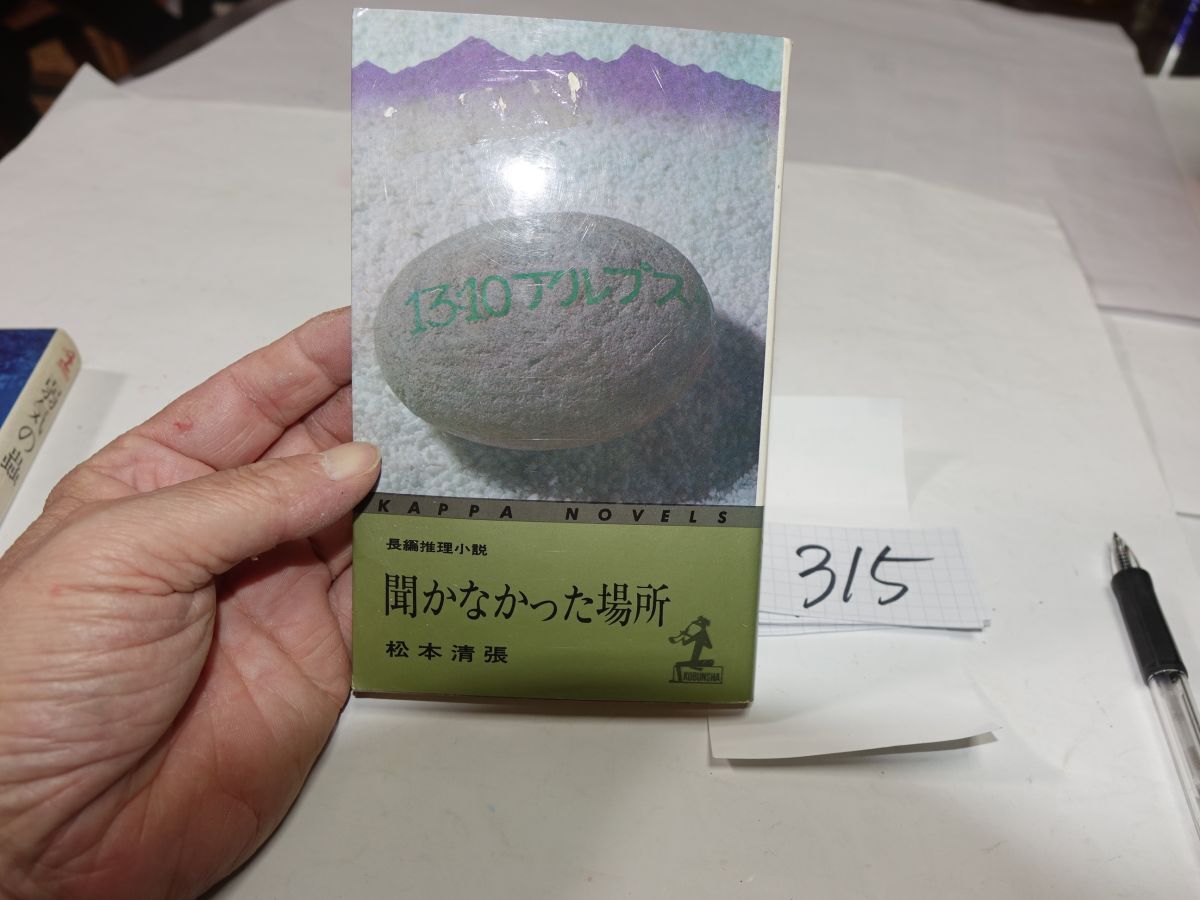 13:10アルプス
KAPPA NOVELS
長編推理小説
聞かなかった場所
松本清張
KOBUNSHA
315
の